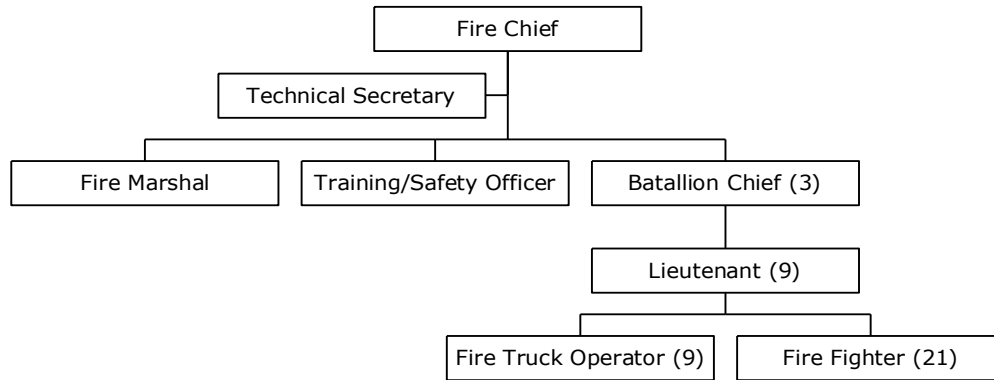 Fire Chief
Technical Secretary
Fire Marshal
Training/Safety Officer
Batallion Chief (3)
Lieutenant (9)
Fire Truck Operator (9)
Fire Fighter (21)